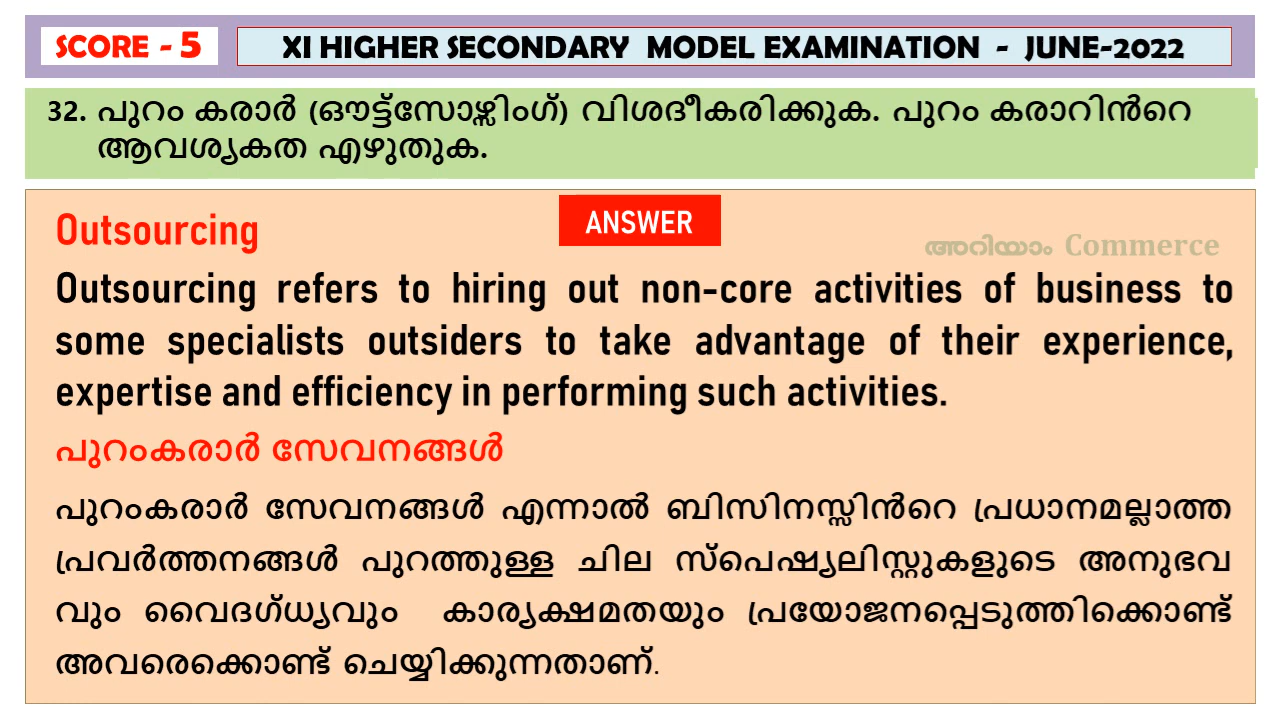 SCORE - 5
XI HIGHER SECONDARY MODEL EXAMINATION - JUNE-2022
32. പുറം കരാർ (ഔട്ട്സോഴ്സിംഗ്) വിശദീകരിക്കുക. പുറം കരാറിൻറെ
ആവശ്യകത എഴുതുക.
ANSWER
Outsourcing
അറിയാം Commerce
Outsourcing refers to hiring out non-core activities of business to
some specialists outsiders to take advantage of their experience,
expertise and efficiency in performing such activities.
പുറംകരാർ സേവനങ്ങൾ
പുറംകരാർ സേവനങ്ങൾ എന്നാൽ ബിസിനസ്സിൻറെ പ്രധാനമല്ലാത്ത
പ്രവർത്തനങ്ങൾ പുറത്തുള്ള ചില സ്പെഷ്യലിസ്റ്റുകളുടെ അനുഭവ
വും വൈദഗ്ധ്യവും കാര്യക്ഷമതയും പ്രയോജനപ്പെടുത്തിക്കൊണ്ട്
അവരെക്കൊണ്ട് ചെയ്യിക്കുന്നതാണ്.